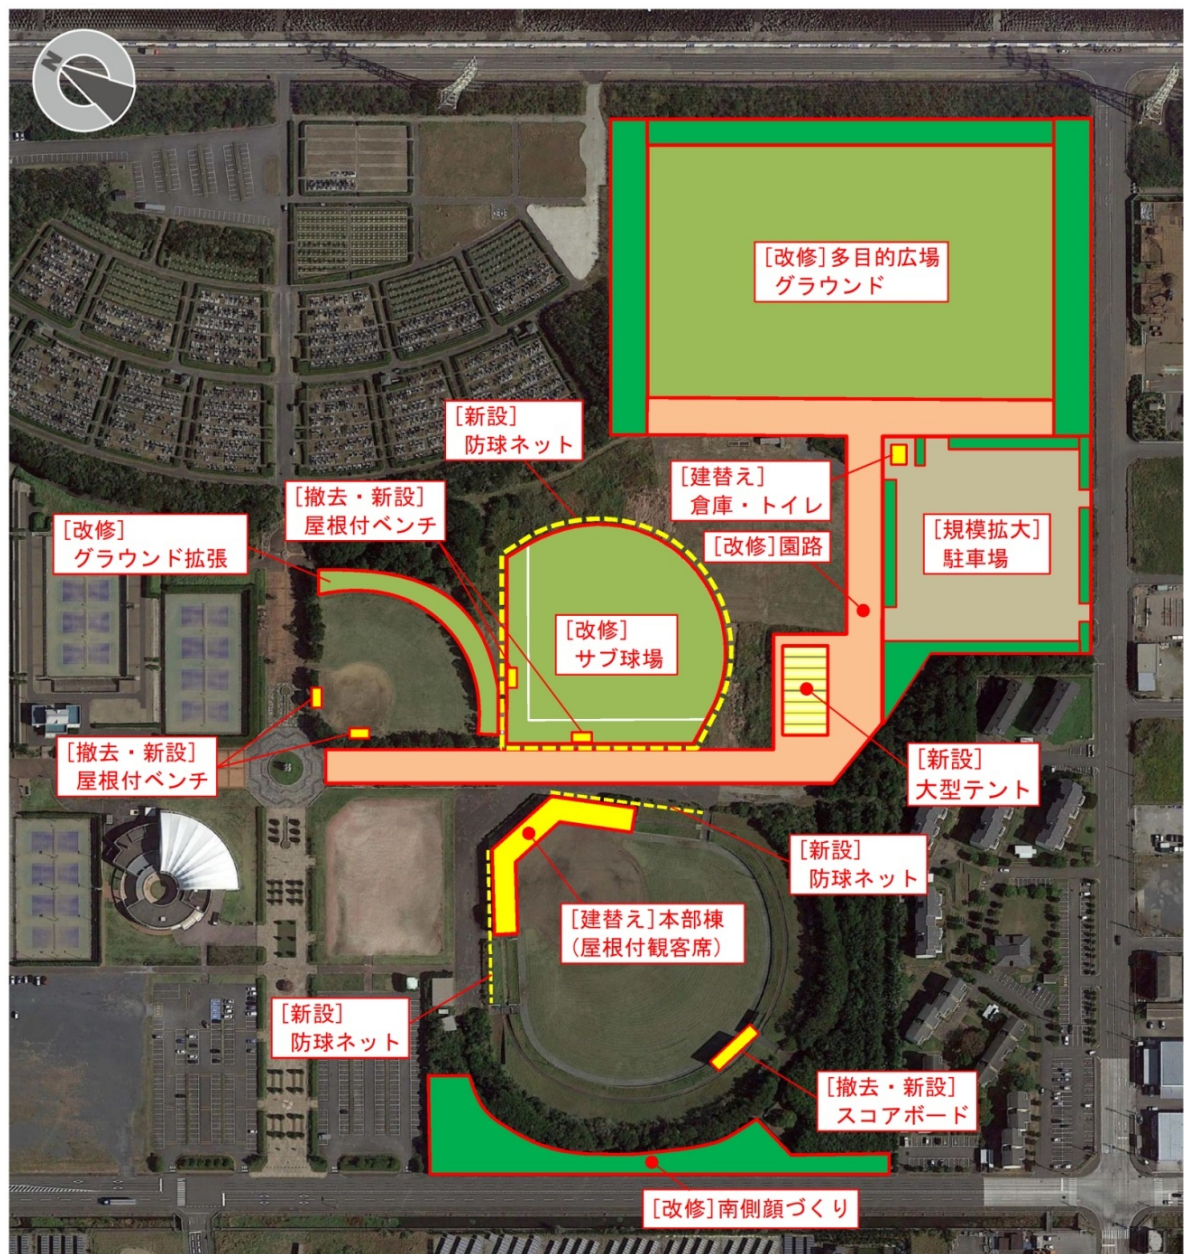 N
[改修]多目的広場
グラウンド
[新設]
防球ネット
[撤去・新設]
屋根付ベンチ
[建替え]
倉庫・トイレ
[改修]
グラウンド拡張
[改修]園路
[規模拡大]
駐車場
[改修]
サブ球場
[撤去・新設]
屋根付ベンチ
[新設]
大型テント
[新設]
防球ネット
[建替え]本部棟
(屋根付観客席)
[新設]
防球ネット
[撤去・新設]
スコアボード
[改修]南側顔づくり